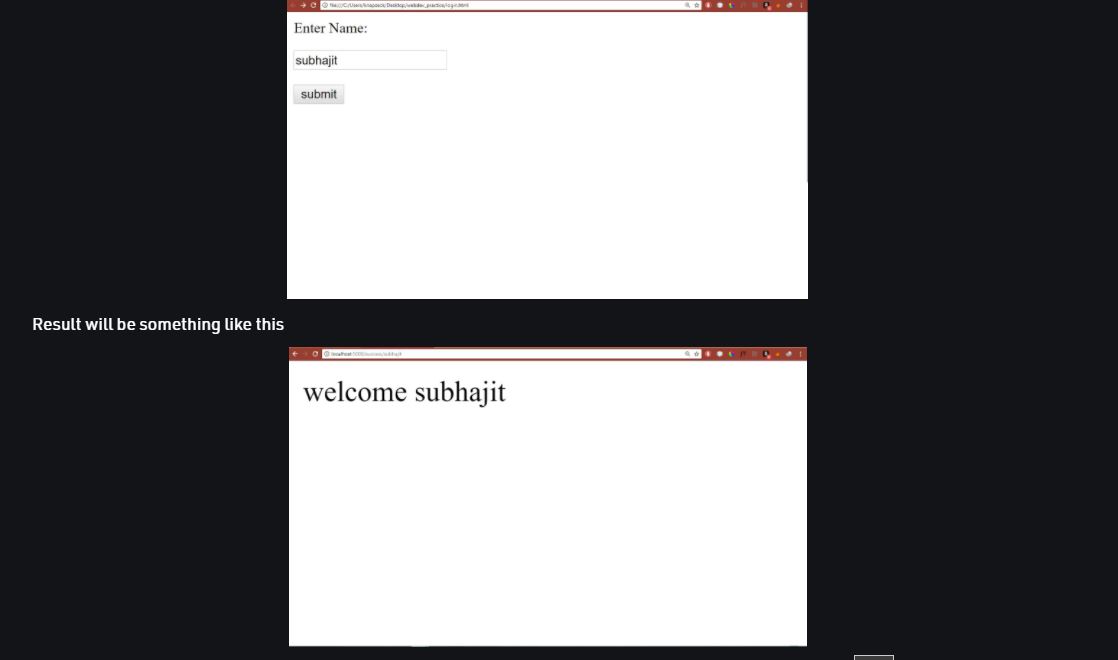 file:///C:/Users/knapseck/Desktop/webdev_practice/login.html
Enter Name:
subhajit
submit
Result will be something like this
localhost:5000/success/subhajit
welcome subhajit